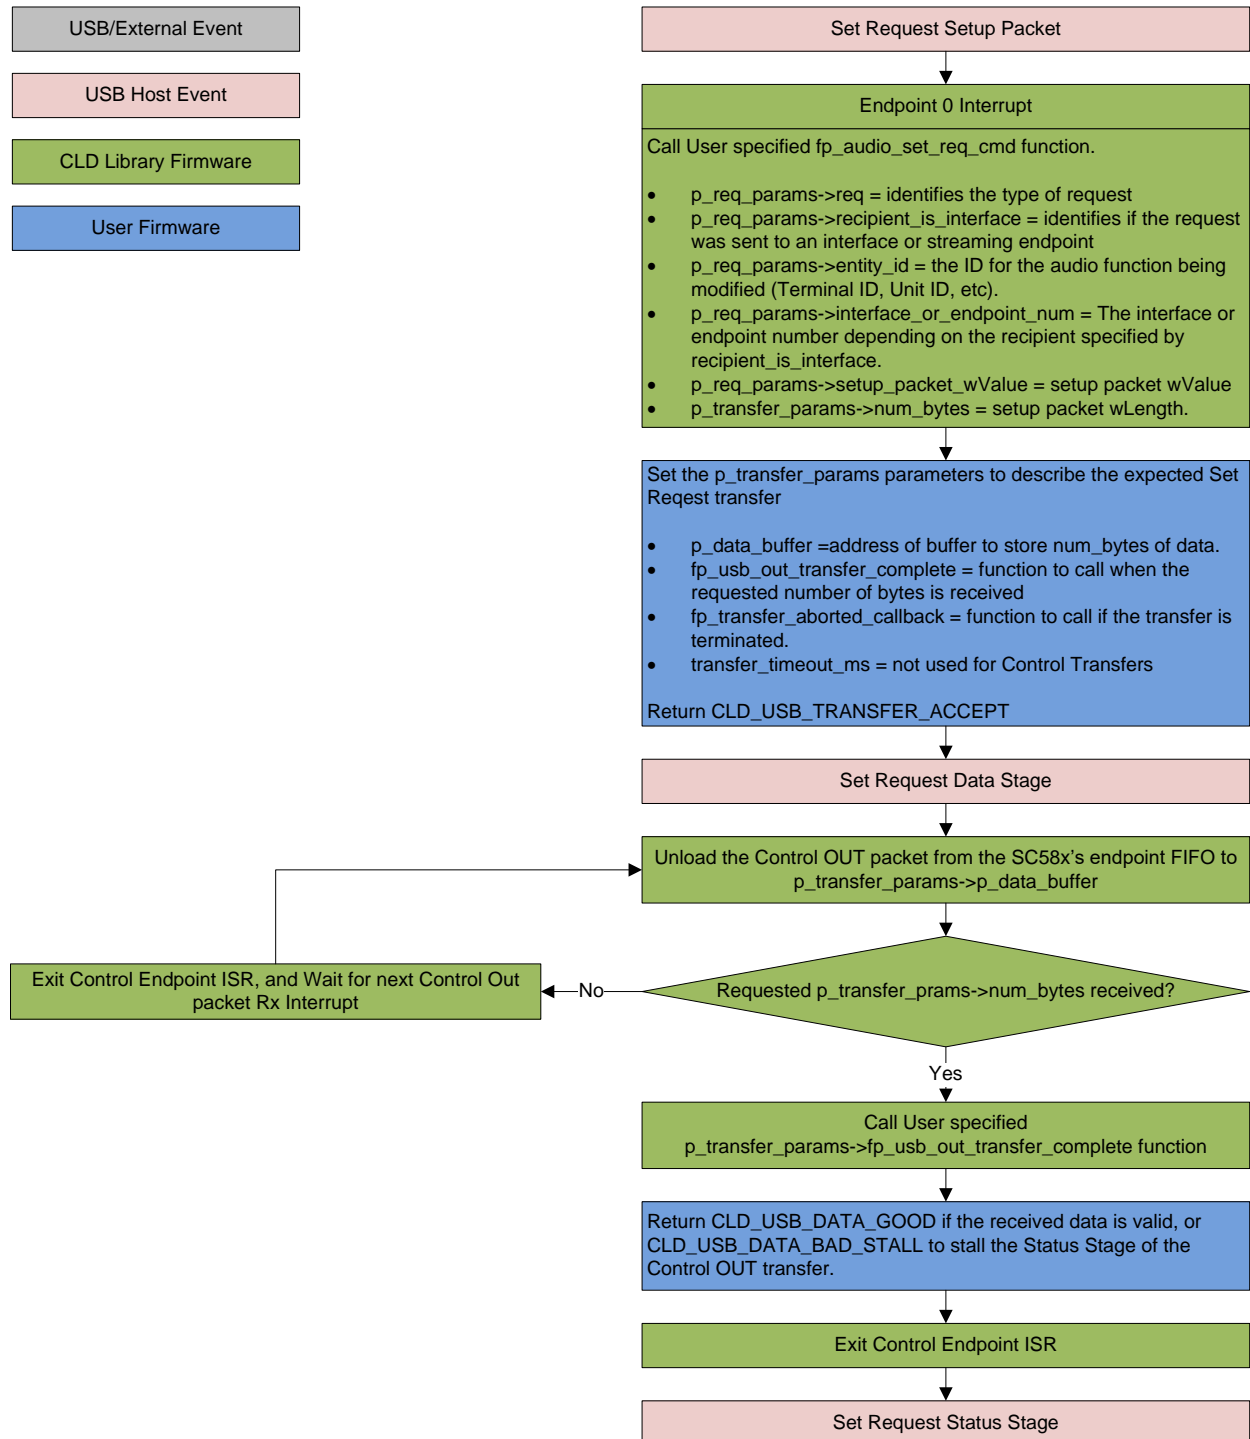 USB/External Event
USB Host Event
CLD Library Firmware
User Firmware
Set Request Setup Packet
Endpoint 0 Interrupt
Call User specified fp_audio_set_req_cmd function.
• p_req_params->req = identifies the type of request
• p_req_params->recipient_is_interface = identifies if the request
was sent to an interface or streaming endpoint
• p_req_params->entity_id = the ID for the audio function being
modified (Terminal ID, Unit ID, etc).
• p_req_params->interface_or_endpoint_num = The interface or
endpoint number depending on the recipient specified by
recipient_is_interface.
• p_req_params->setup_packet_wValue = setup packet wValue
• p_transfer_params->num_bytes = setup packet wLength.
Set the p_transfer_params parameters to describe the expected Set
Reqest transfer
• p_data_buffer =address of buffer to store num_bytes of data.
• fp_usb_out_transfer_complete = function to call when the
requested number of bytes is received
• fp_transfer_aborted_callback = function to call if the transfer is
terminated.
• transfer_timeout_ms = not used for Control Transfers
Return CLD_USB_TRANSFER_ACCEPT
Set Request Data Stage
Unload the Control OUT packet from the SC58x's endpoint FIFO to
p_transfer_params->p_data_buffer
Exit Control Endpoint ISR, and Wait for next Control Out
packet Rx Interrupt
No
Requested p_transfer_prams->num_bytes received?
Yes
Call User specified
p_transfer_params->fp_usb_out_transfer_complete function
Return CLD_USB_DATA_GOOD if the received data is valid, or
CLD_USB_DATA_BAD_STALL to stall the Status Stage of the
Control OUT transfer.
Exit Control Endpoint ISR
Set Request Status Stage